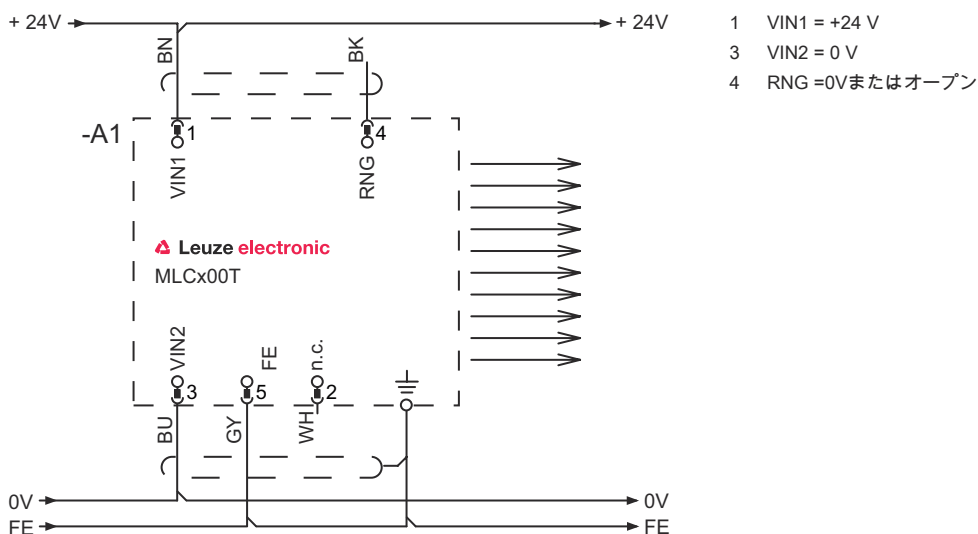 + 24V
+ 24V
1 VIN1 = +24 V
3 VIN2 = 0 V
4 RNG =0Vまたはオープン
BN
BK
-A1
1
4
VIN1
RNG
Leuze electronic
MLCx00T
VIN2
FE
n.c.
3
5
2
BU
GY
WH
0V
0V
FE
FE